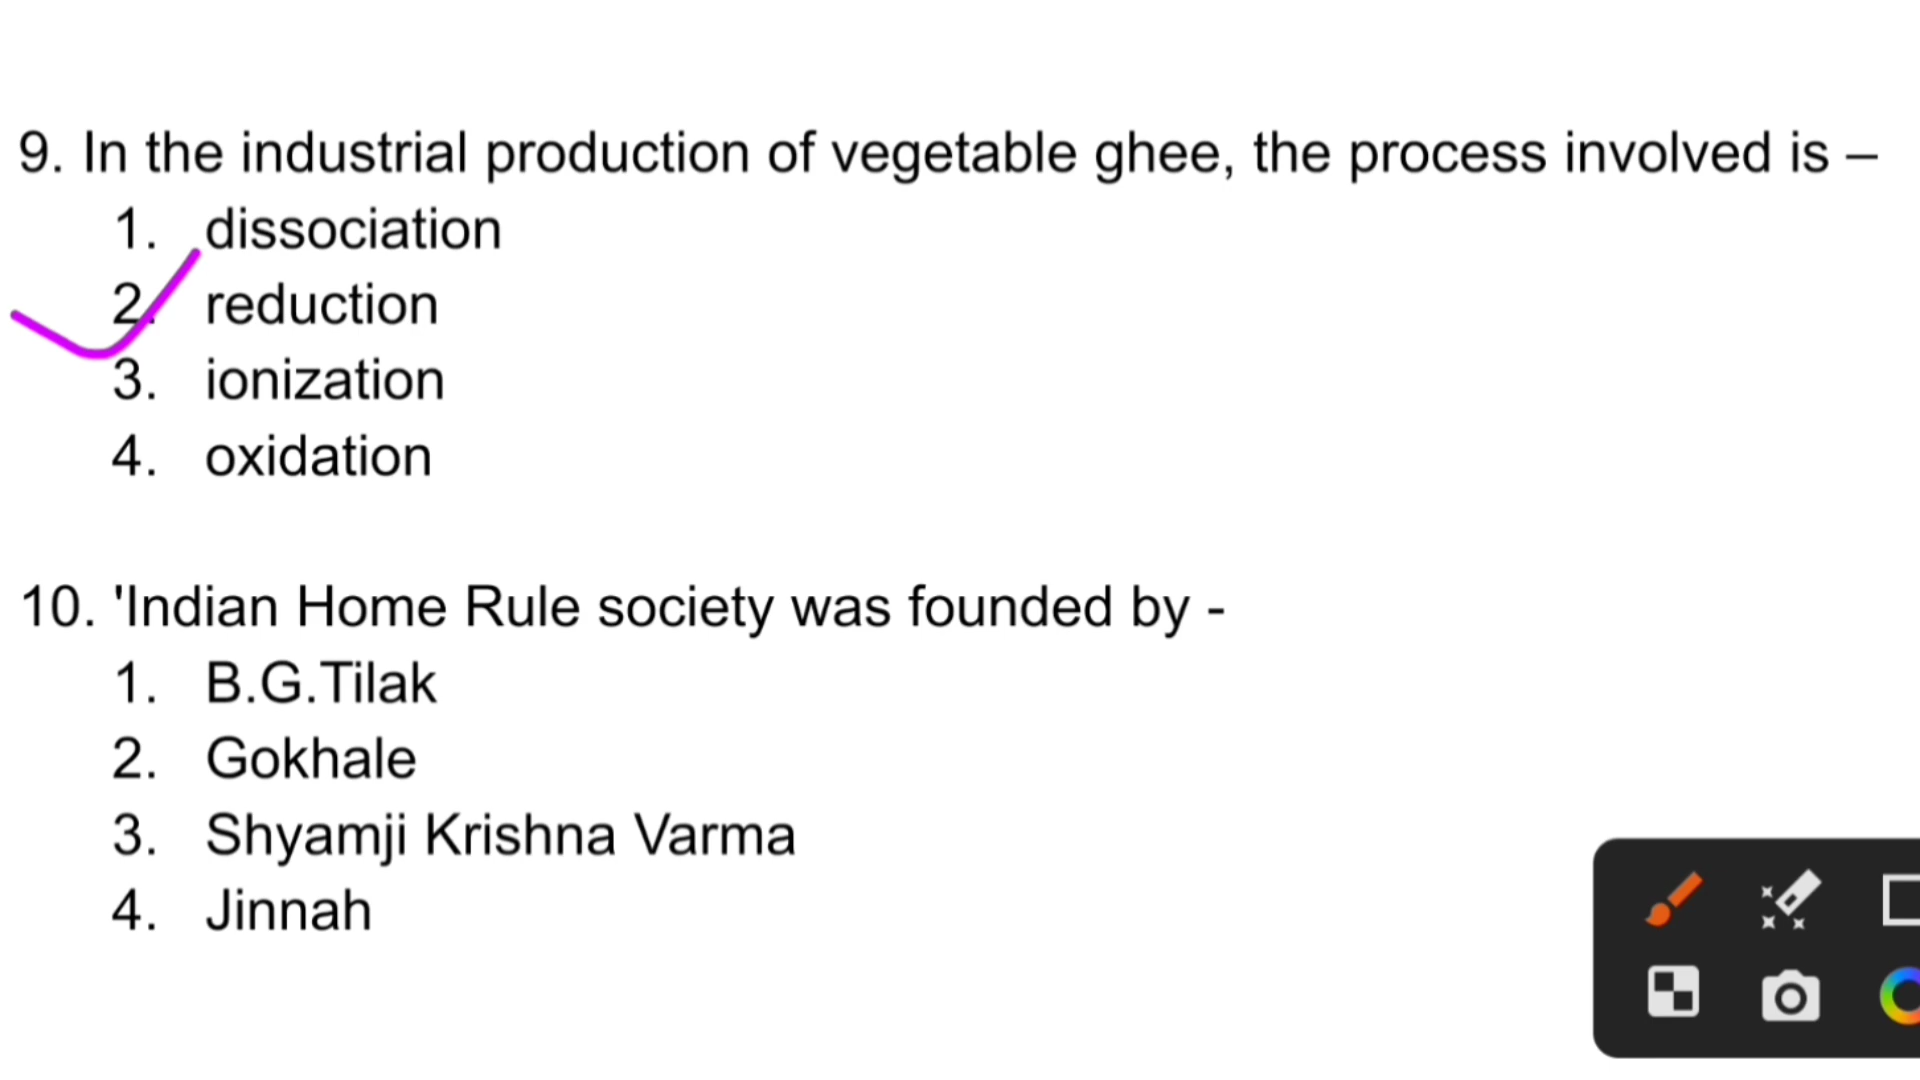 9. In the industrial production of vegetable ghee, the process involved is –
1. dissociation
2. reduction
3. ionization
4. oxidation
10. 'Indian Home Rule society was founded by -
1. B.G.Tilak
2. Gokhale
3. Shyamji Krishna Varma
4. Jinnah